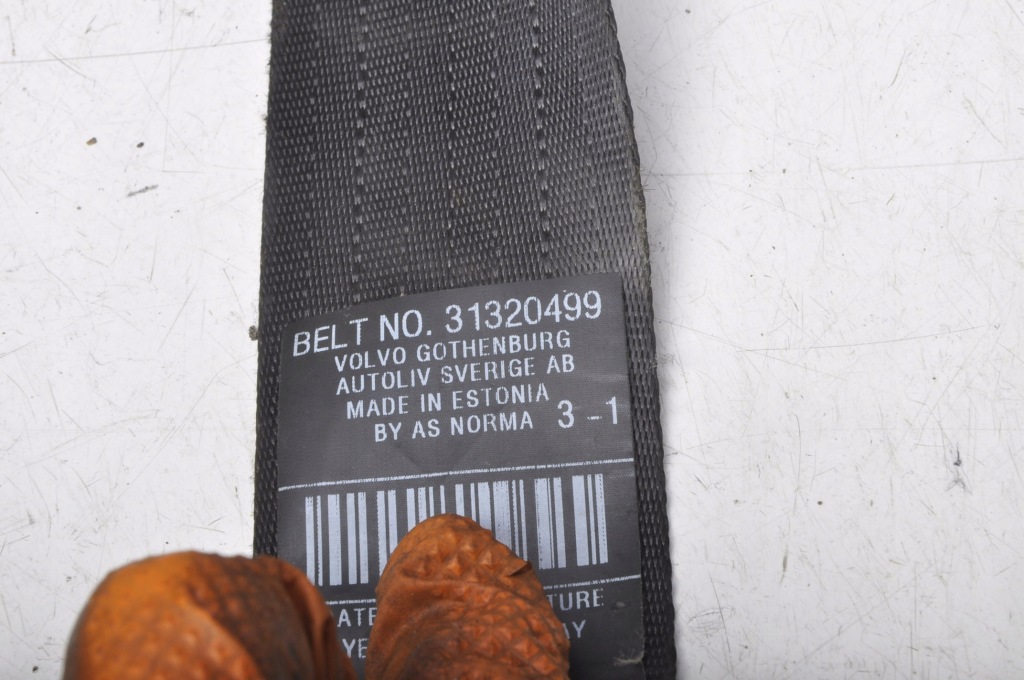 BELT NO. 31320499
VOLVO GOTHENBURG
AUTOLIV SVERIGE AB
MADE IN ESTONIA
BY AS NORMA 3 - 1